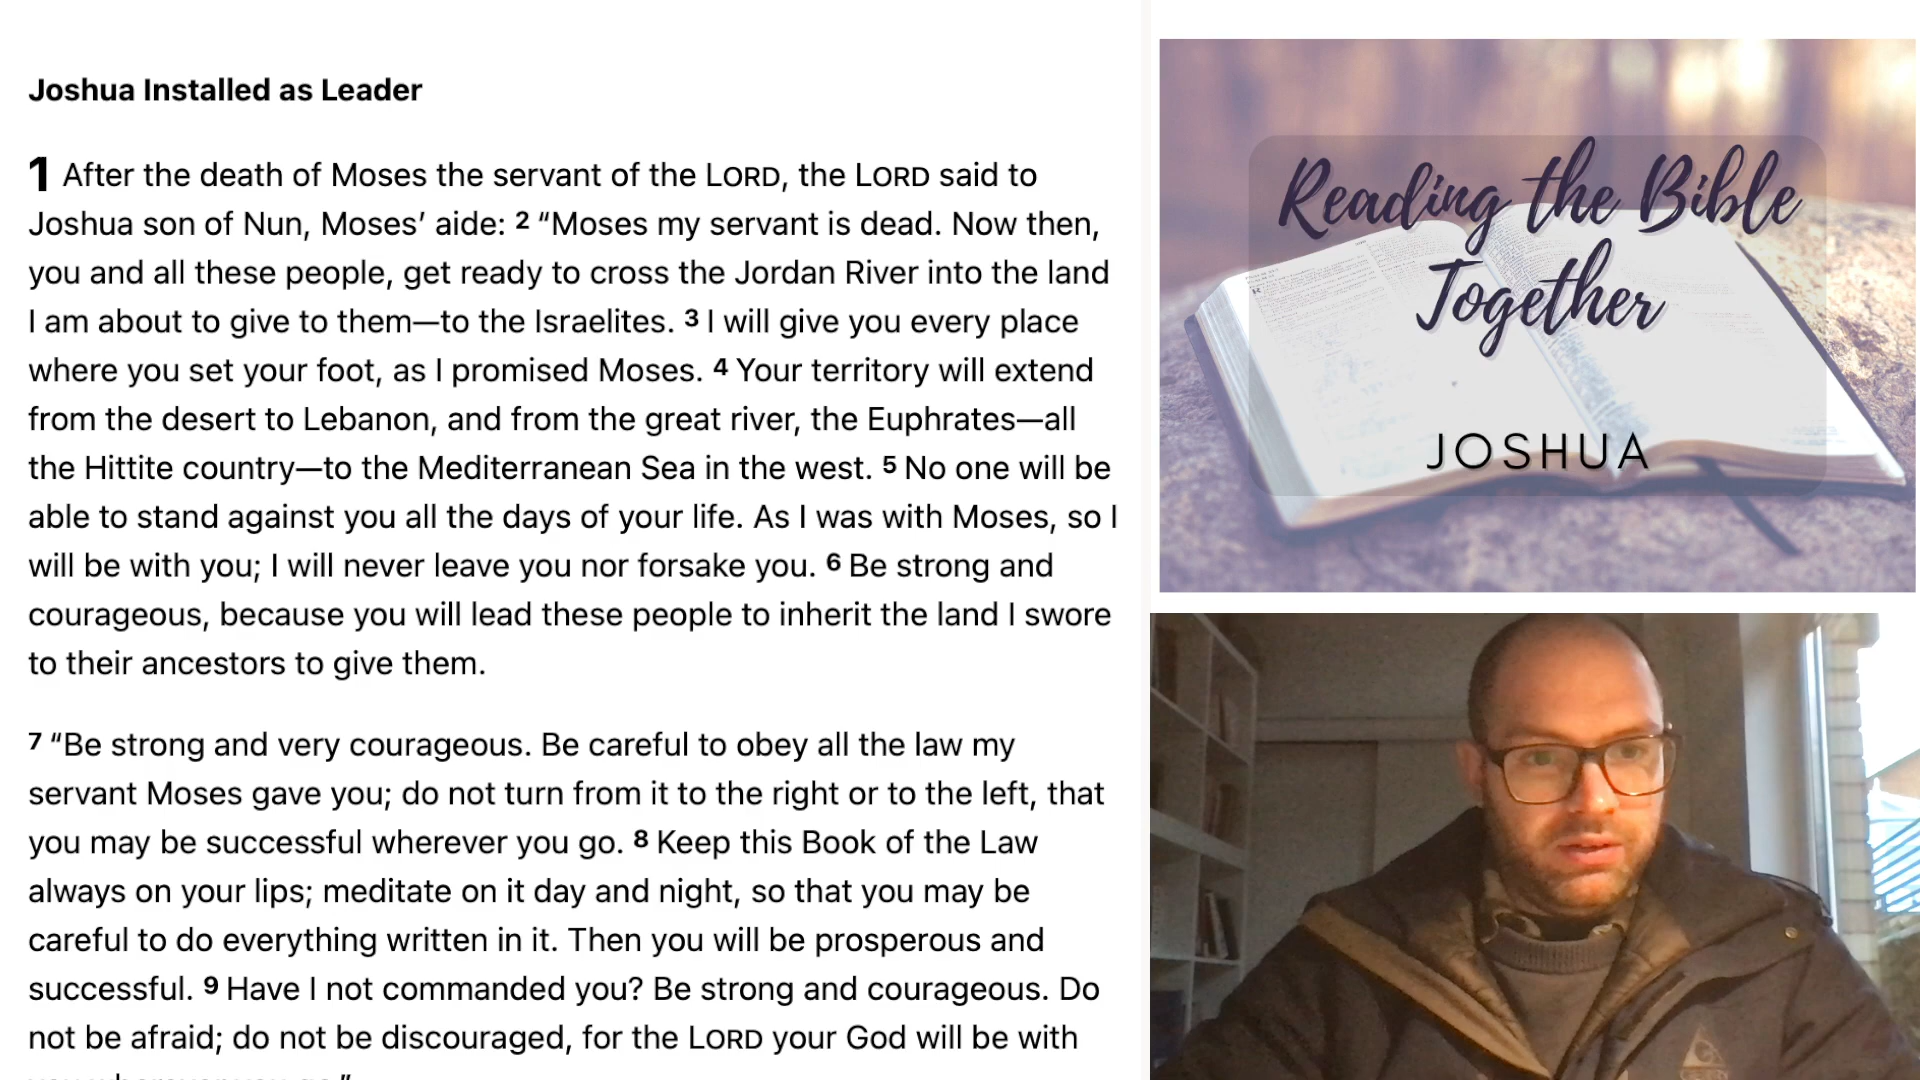 Joshua Installed as Leader
1 After the death of Moses the servant of the LORD, the LORD said to
Joshua son of Nun, Moses’ aide: 2 “Moses my servant is dead. Now then,
you and all these people, get ready to cross the Jordan River into the land
I am about to give to them—to the Israelites. 3 I will give you every place
where you set your foot, as I promised Moses. 4 Your territory will extend
from the desert to Lebanon, and from the great river, the Euphrates—all
the Hittite country—to the Mediterranean Sea in the west. 5 No one will be
able to stand against you all the days of your life. As I was with Moses, so I
will be with you; I will never leave you nor forsake you. 6 Be strong and
courageous, because you will lead these people to inherit the land I swore
to their ancestors to give them.
7 “Be strong and very courageous. Be careful to obey all the law my
servant Moses gave you; do not turn from it to the right or to the left, that
you may be successful wherever you go. 8 Keep this Book of the Law
always on your lips; meditate on it day and night, so that you may be
careful to do everything written in it. Then you will be prosperous and
successful. 9 Have I not commanded you? Be strong and courageous. Do
not be afraid; do not be discouraged, for the LORD your God will be with
Reading the Bible
Together
JOSHUA